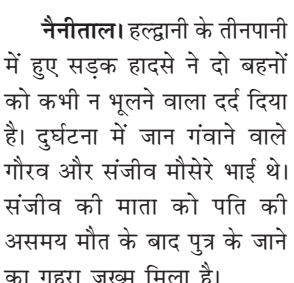 नैनीताल। हल्द्वानी के तीनपानी
में हुए सड़क हादसे ने दो बहनों
को कभी न भूलने वाला दर्द दिया
है। दुर्घटना में जान गंवाने वाले
गौरव और संजीव मौसेरे भाई थे।
संजीव की माता को पति की
असमय मौत के बाद पुत्र के जाने
का गहरा जख्म मिला है।